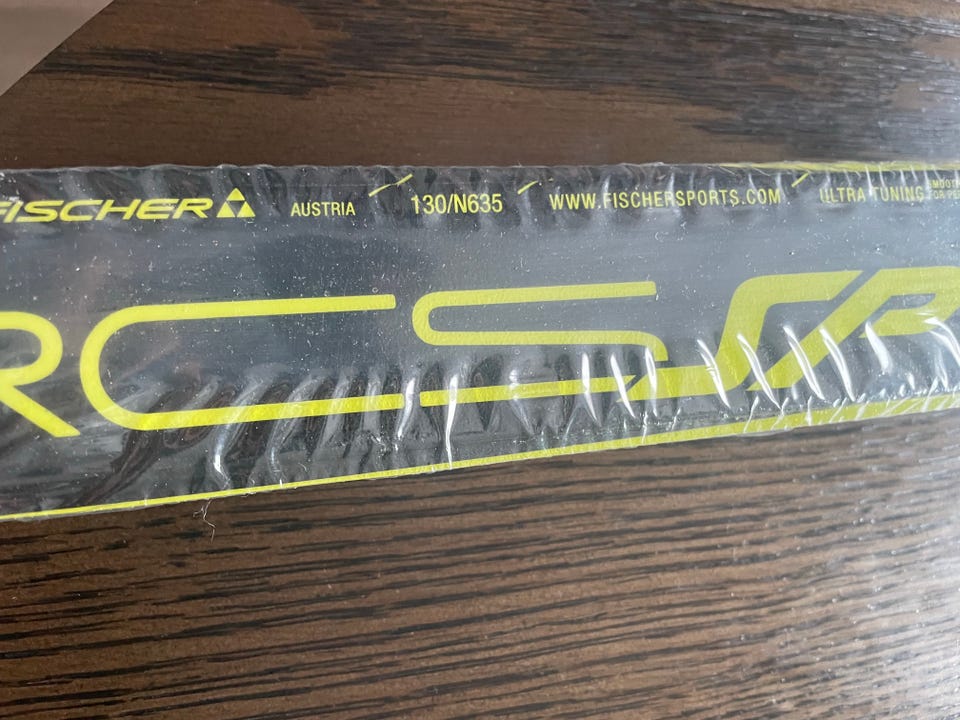 FISCHER AUSTRIA 130/N635 WWW.FISCHERSPORTS.COM ULTRA TUNING
RCS